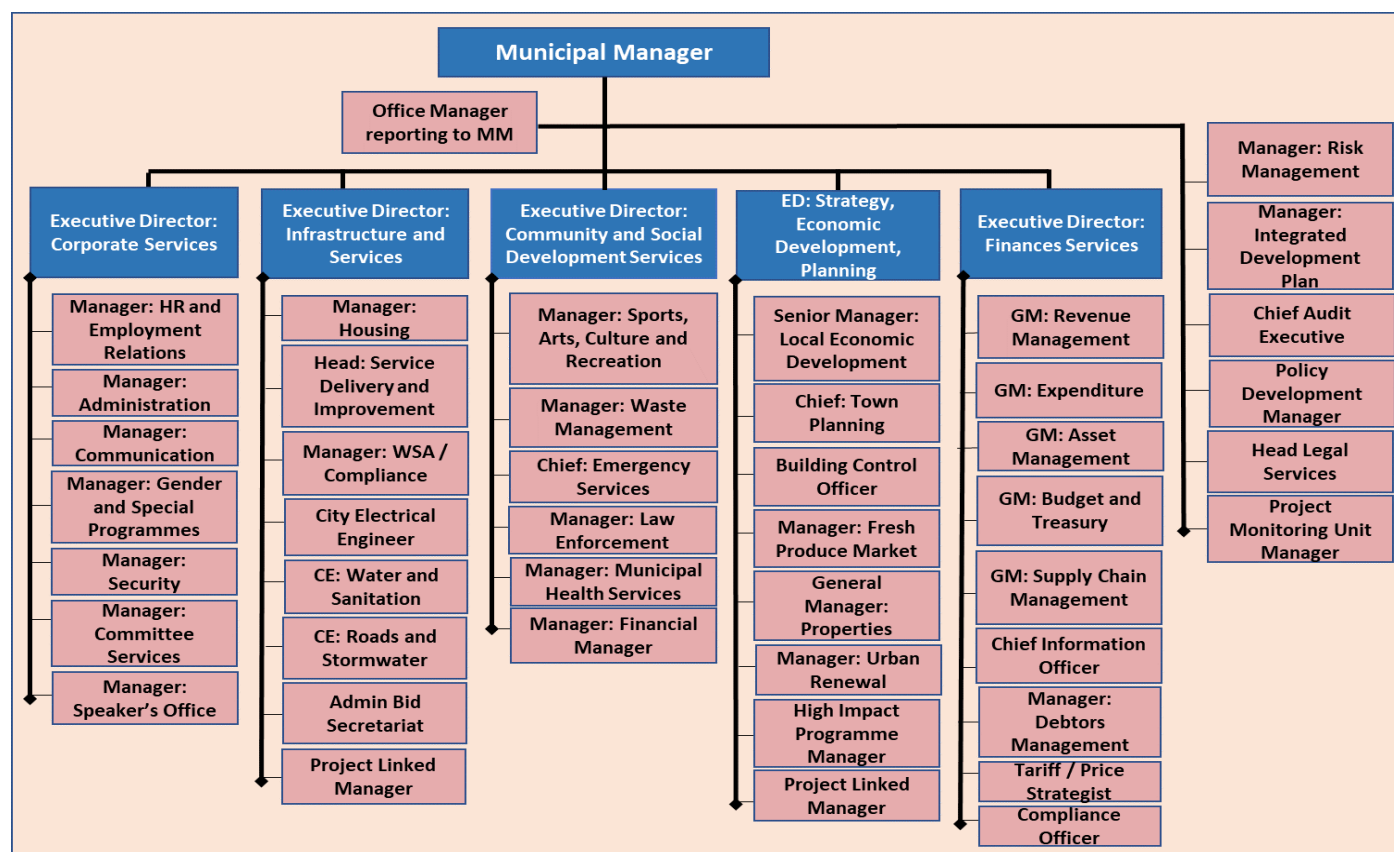 Municipal Manager
Office Manager
reporting to MM
Executive Director:
Corporate Services
Manager: HR and
Employment
Relations
Manager:
Administration
Manager:
Communication
Manager: Gender
and Special
Programmes
Manager:
Security
Manager:
Committee
Services
Manager:
Speaker’s Office
Executive Director:
Infrastructure and
Services
Manager:
Housing
Head: Service
Delivery and
Improvement
Manager: WSA /
Compliance
City Electrical
Engineer
CE: Water and
Sanitation
CE: Roads and
Stormwater
Admin Bid
Secretariat
Project Linked
Manager
Executive Director:
Community and Social
Development Services
Manager: Sports,
Arts, Culture and
Recreation
Manager: Waste
Management
Chief: Emergency
Services
Manager: Law
Enforcement
Manager: Municipal
Health Services
Manager: Financial
Manager
ED: Strategy,
Economic
Development,
Planning
Senior Manager:
Local Economic
Development
Chief: Town
Planning
Building Control
Officer
Manager: Fresh
Produce Market
General
Manager:
Properties
Manager: Urban
Renewal
High Impact
Programme
Manager
Project Linked
Manager
Executive Director:
Finances Services
GM: Revenue
Management
GM: Expenditure
GM: Asset
Management
GM: Budget and
Treasury
GM: Supply Chain
Management
Chief Information
Officer
Manager:
Debtors
Management
Tariff / Price
Strategist
Compliance
Officer
Manager: Risk
Management
Manager:
Integrated
Development
Plan
Chief Audit
Executive
Policy
Development
Manager
Head Legal
Services
Project
Monitoring Unit
Manager